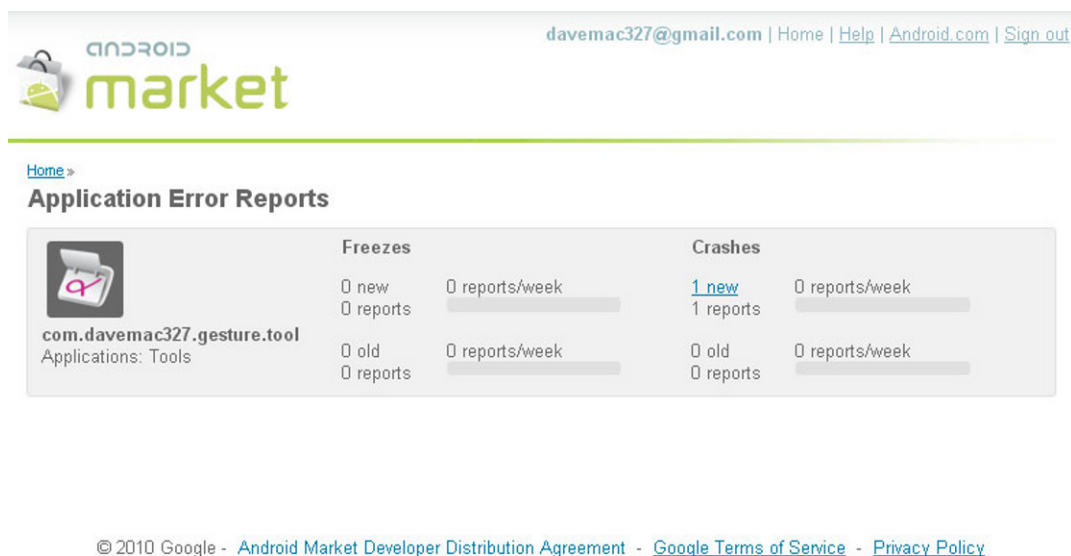 davemac327@gmail.com | Home | Help | Android.com | Sign out
ANDROID
market
Home »
Application Error Reports
Freezes Crashes
0 new 0 reports/week 1 new 0 reports/week
0 reports 1 reports
com.davemac327.gesture.tool
Applications: Tools
0 old 0 reports/week 0 old 0 reports/week
0 reports 0 reports
© 2010 Google - Android Market Developer Distribution Agreement - Google Terms of Service - Privacy Policy